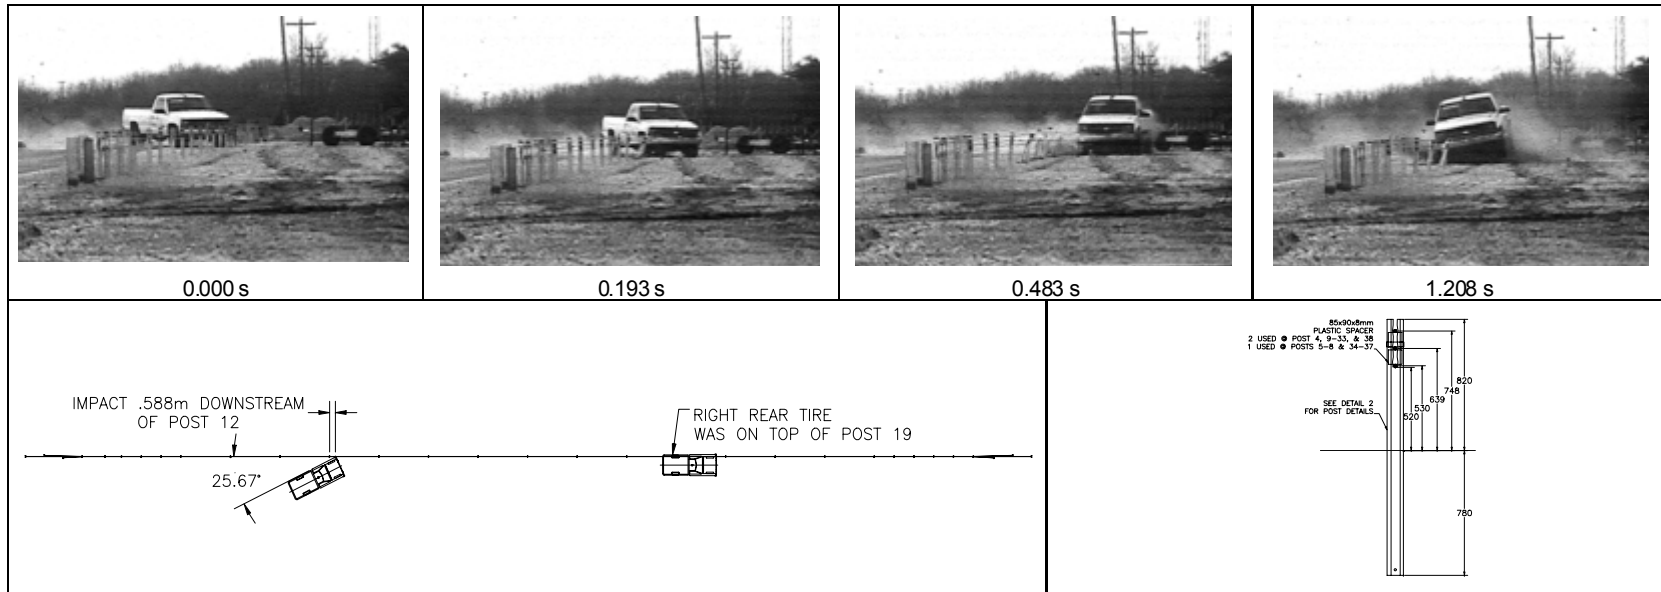 0.000 s
0.193 s
0.483 s
1.208 s
IMPACT .588m DOWNSTREAM
OF POST 12
25.67°
RIGHT REAR TIRE
WAS ON TOP OF POST 19
85x90x8mm
PLASTIC SPACER
2 USED @ POST 4, 9-33, & 38
1 USED @ POSTS 5-8 & 34-37
SEE DETAIL 2
FOR POST DETAILS
520
530
639
748
820
780